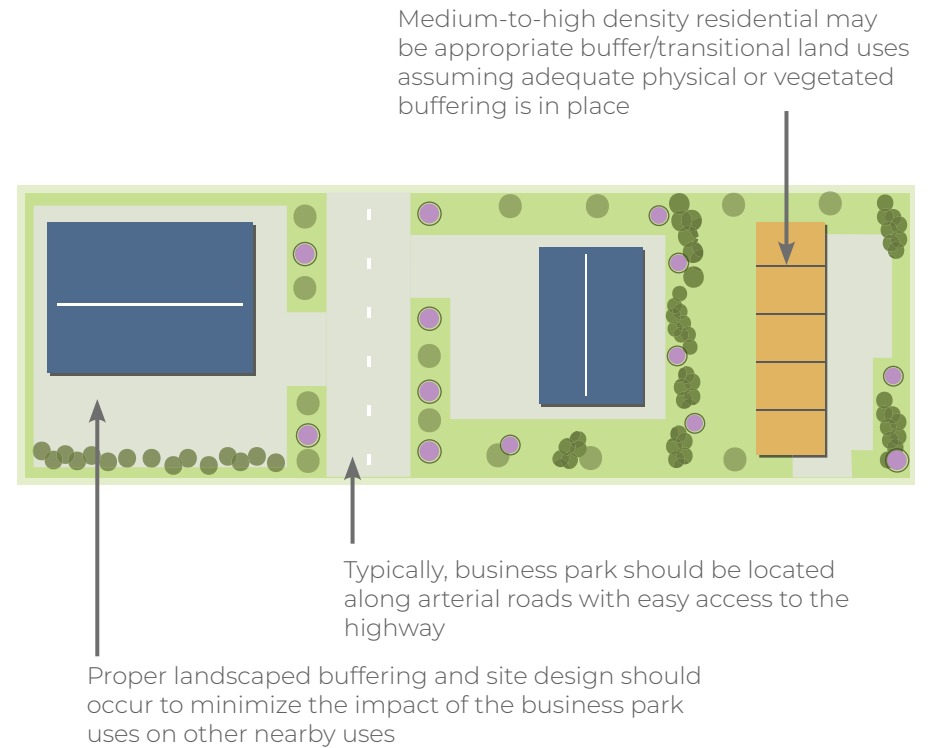 Medium-to-high density residential may
be appropriate buffer/transitional land uses
assuming adequate physical or vegetated
buffering is in place
Typically, business park should be located
along arterial roads with easy access to the
highway
Proper landscaped buffering and site design should
occur to minimize the impact of the business park
uses on other nearby uses